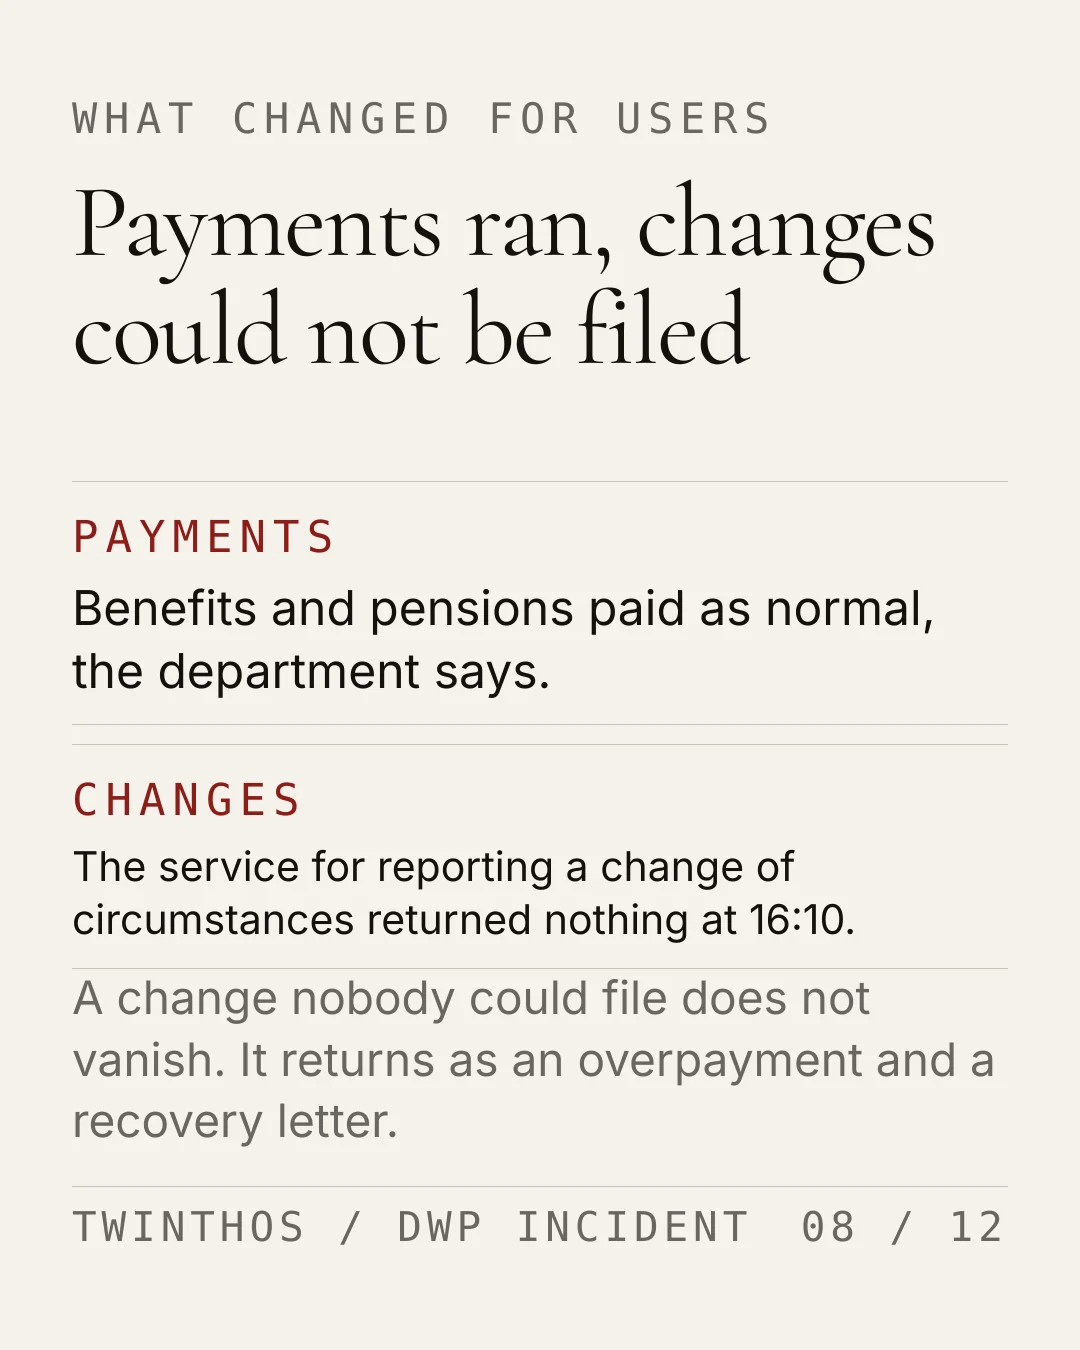 WHAT CHANGED FOR USERS
Payments ran, changes
could not be filed
PAYMENTS
Benefits and pensions paid as normal,
the department says.
CHANGES
The service for reporting a change of
circumstances returned nothing at 16:10.
A change nobody could file does not
vanish. It returns as an overpayment and a
recovery letter.
TWINTHOS / DWP INCIDENT 08 / 12